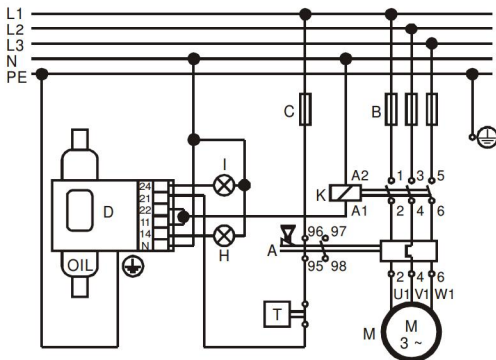 L1
L2
L3
N
PE
C
B
I
24
21
22
11
14
N
D
H
OIL
A2
K
A1
1 3 5
2 4 6
96 97
A
95 98
T
2 4 6
U1 V1 W1
M
M
3 ~